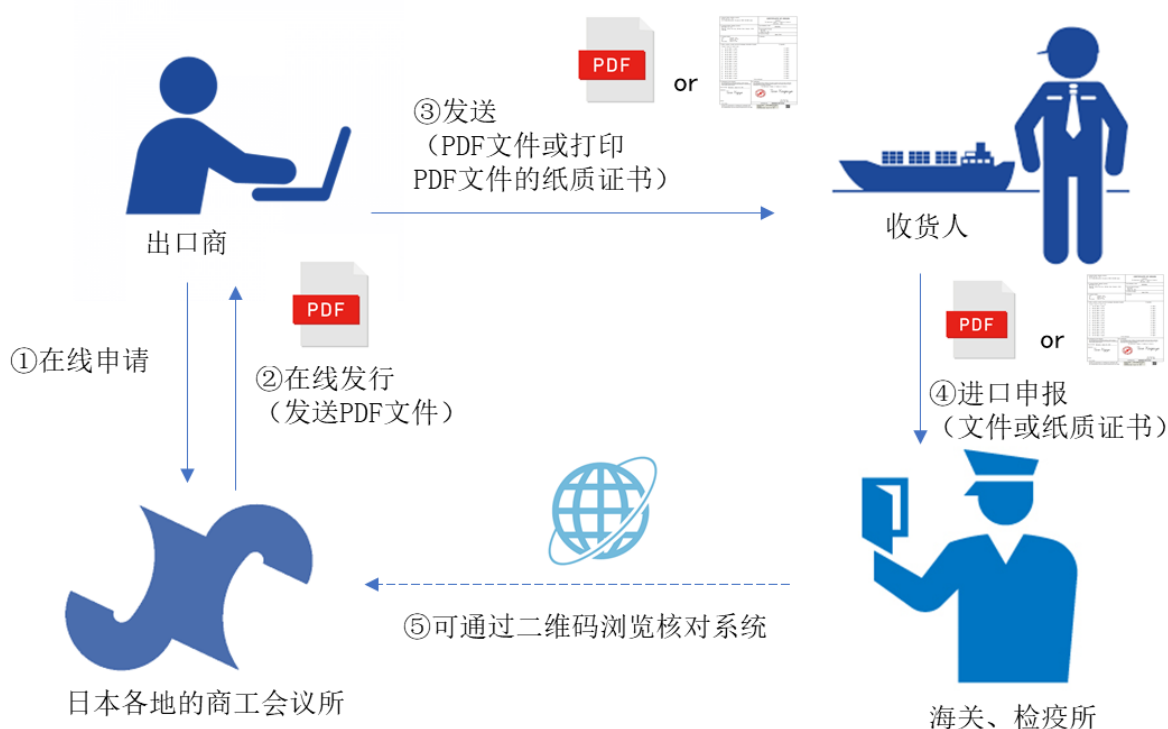 PDF
or
③发送
（PDF文件或打印
PDF文件的纸质证书）
出口商
收货人
PDF
①在线申请
②在线发行
（发送PDF文件）
PDF
or
④进口申报
（文件或纸质证书）
⑤可通过二维码浏览核对系统
日本各地的商工会议所
海关、检疫所